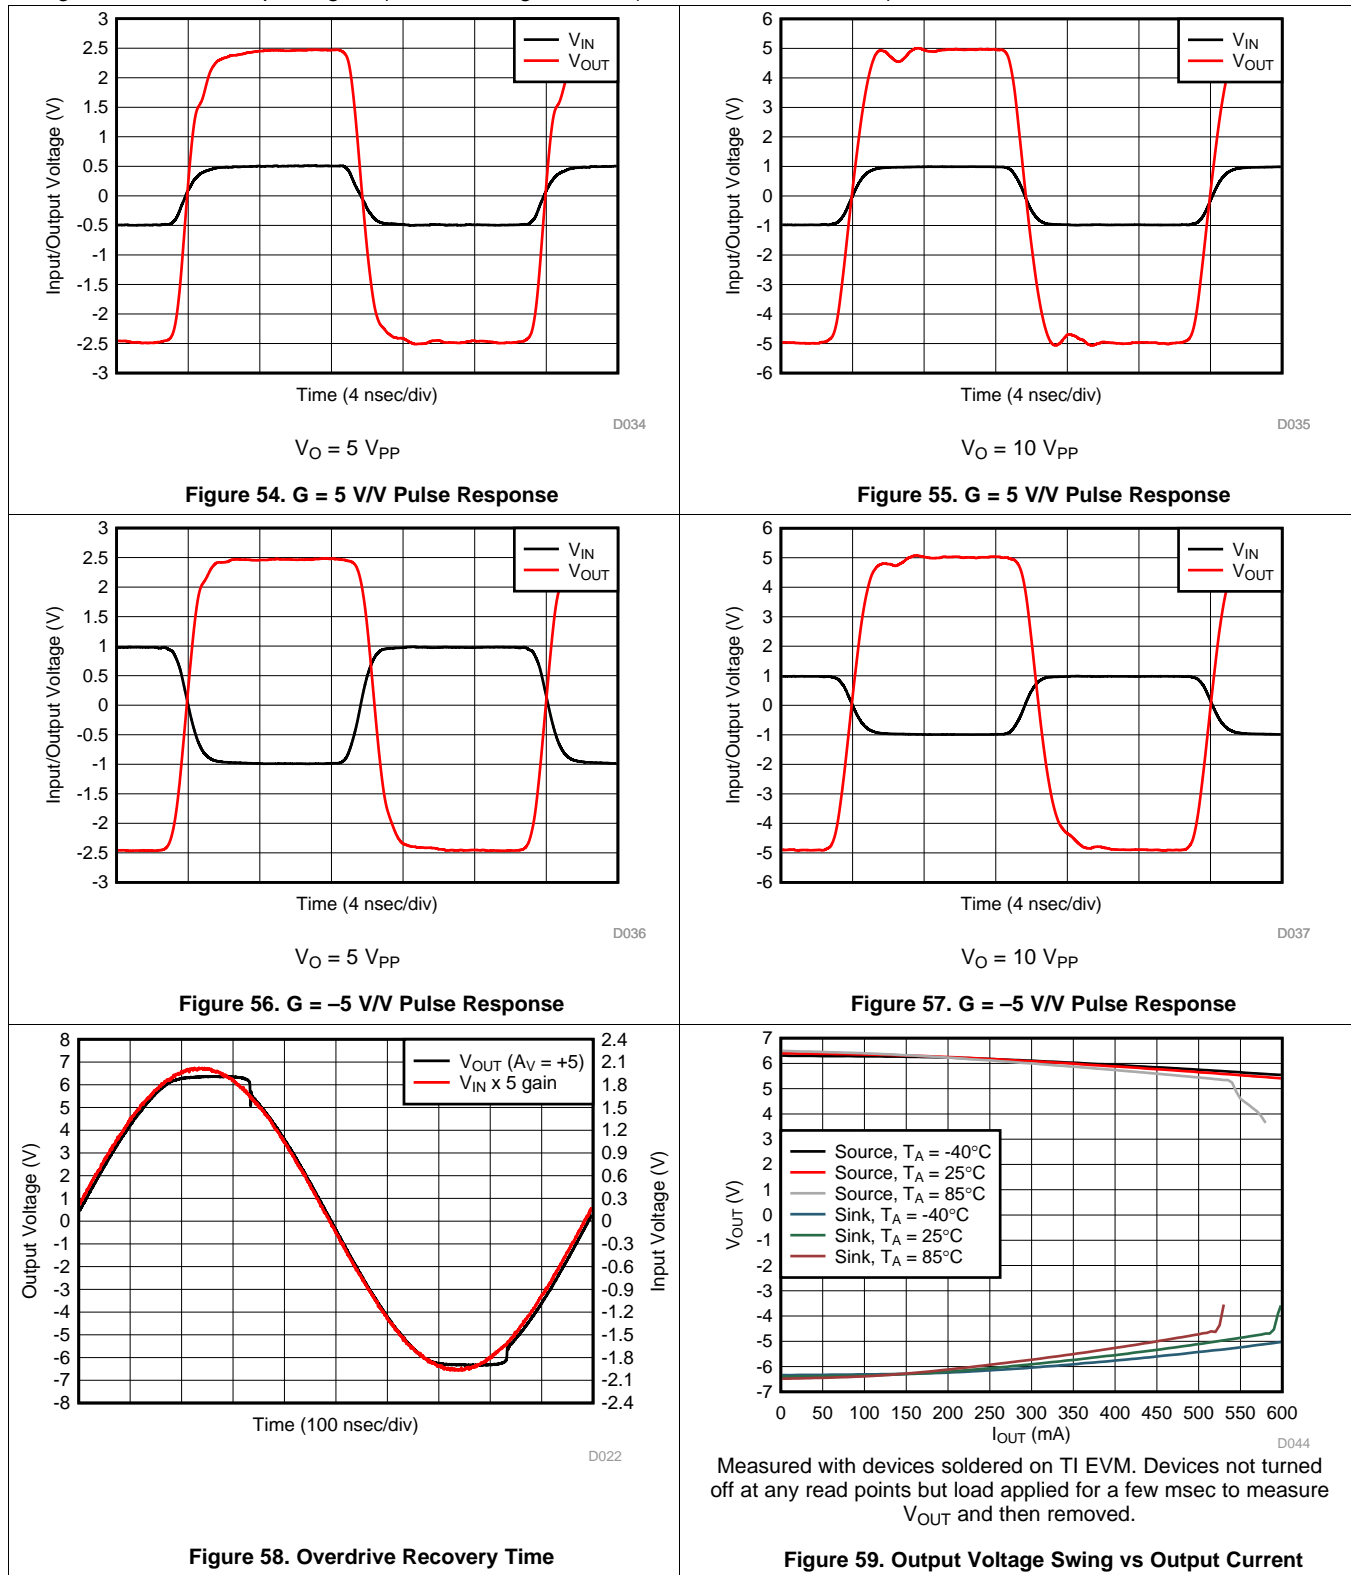 3
2.5
2
1.5
1
0.5
0
-0.5
-1
-1.5
-2
-2.5
-3
Input/Output Voltage (V)
VIN
VOUT
Time (4 nsec/div)
D034
VO = 5 VPP
Figure 54. G = 5 V/V Pulse Response
6
5
4
3
2
1
0
-1
-2
-3
-4
-5
-6
Input/Output Voltage (V)
VIN
VOUT
Time (4 nsec/div)
D035
VO = 10 VPP
Figure 55. G = 5 V/V Pulse Response
3
2.5
2
1.5
1
0.5
0
-0.5
-1
-1.5
-2
-2.5
-3
Input/Output Voltage (V)
VIN
VOUT
Time (4 nsec/div)
D036
VO = 5 VPP
Figure 56. G = –5 V/V Pulse Response
6
5
4
3
2
1
0
-1
-2
-3
-4
-5
-6
Input/Output Voltage (V)
VIN
VOUT
Time (4 nsec/div)
D037
VO = 10 VPP
Figure 57. G = –5 V/V Pulse Response
8
7
6
5
4
3
2
1
0
-1
-2
-3
-4
-5
-6
-7
-8
Output Voltage (V)
VOUT (AV = +5)
VIN x 5 gain
2.4
2.1
1.8
1.5
1.2
0.9
0.6
0.3
0
-0.3
-0.6
-0.9
-1.2
-1.5
-1.8
-2.1
-2.4
Input Voltage (V)
Time (100 nsec/div)
D022
Figure 58. Overdrive Recovery Time
7
6
5
4
3
2
1
0
-1
-2
-3
-4
-5
-6
-7
VOUT (V)
Source, TA = -40°C
Source, TA = 25°C
Source, TA = 85°C
Sink, TA = -40°C
Sink, TA = 25°C
Sink, TA = 85°C
0 50 100 150 200 250 300 350 400 450 500 550 600
IOUT (mA)
D044
Measured with devices soldered on TI EVM. Devices not turned
off at any read points but load applied for a few msec to measure
VOUT and then removed.
Figure 59. Output Voltage Swing vs Output Current